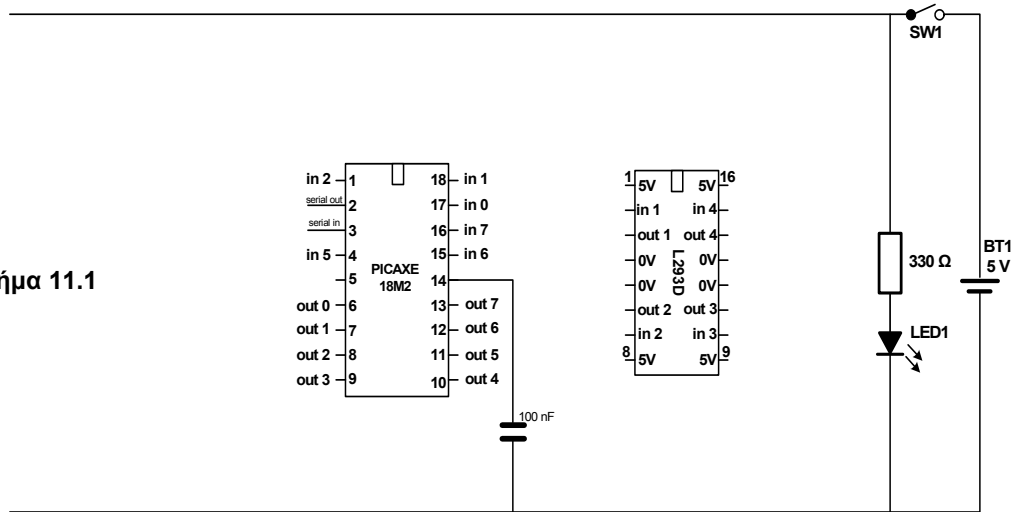 SW1
in 2 1 18 in 1
serial out 2 17 in 0
serial in 3 16 in 7
in 5 4 15 in 6
5 14
out 0 6 13 out 7
out 1 7 12 out 6
out 2 8 11 out 5
out 3 9 10 out 4
PICAXE
18M2
100 nF
1 5V 5V 16
in 1 in 4
out 1 out 4
0V 0V
0V 0V
out 2 out 3
in 2 in 3
8 5V 5V 9
L293D
330 Ω
LED1
BT1
5 V
11.1